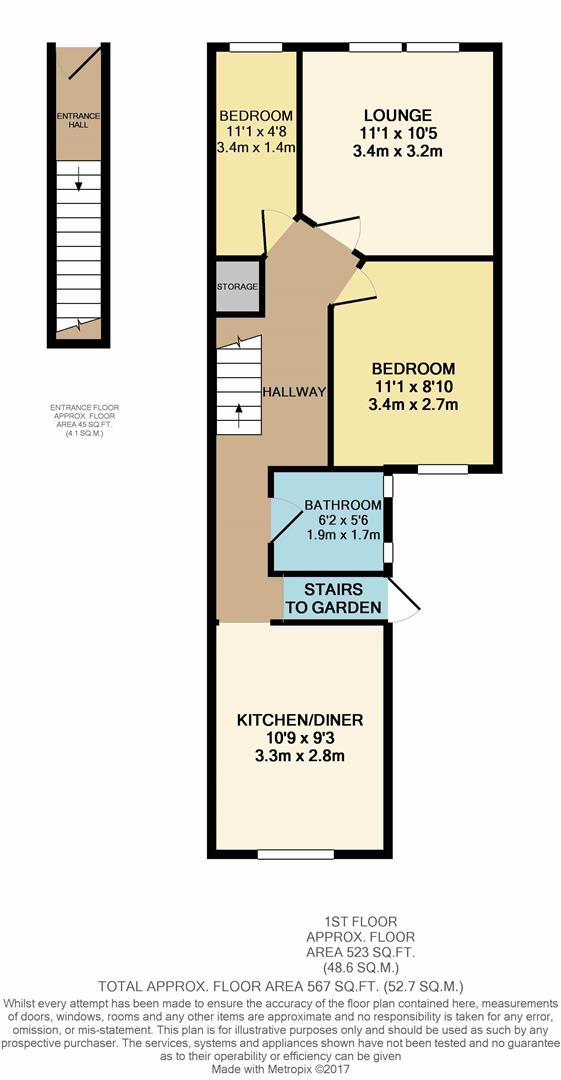 ENTRANCE
HALL
BEDROOM
11'1 x 4'8
3.4m x 1.4m
LOUNGE
11'1 x 10'5
3.4m x 3.2m
STORAGE
BEDROOM
11'1 x 8'10
3.4m x 2.7m
HALLWAY
ENTRANCE FLOOR
APPROX. FLOOR
AREA 45 SQ.FT.
(4.1 SQ.M.)
BATHROOM
6'2 x 5'6
1.9m x 1.7m
STAIRS
TO GARDEN
KITCHEN/DINER
10'9 x 9'3
3.3m x 2.8m
1ST FLOOR
APPROX. FLOOR
AREA 523 SQ.FT.
(48.6 SQ.M.)
TOTAL APPROX. FLOOR AREA 567 SQ.FT. (52.7 SQ.M.)
Whilst every attempt has been made to ensure the accuracy of the floor plan contained here, measurements
of doors, windows, rooms and any other items are approximate and no responsibility is taken for any error,
omission, or mis-statement. This plan is for illustrative purposes only and should be used as such by any
prospective purchaser. The services, systems and appliances shown have not been tested and no guarantee
as to their operability or efficiency can be given
Made with Metropix ©2017